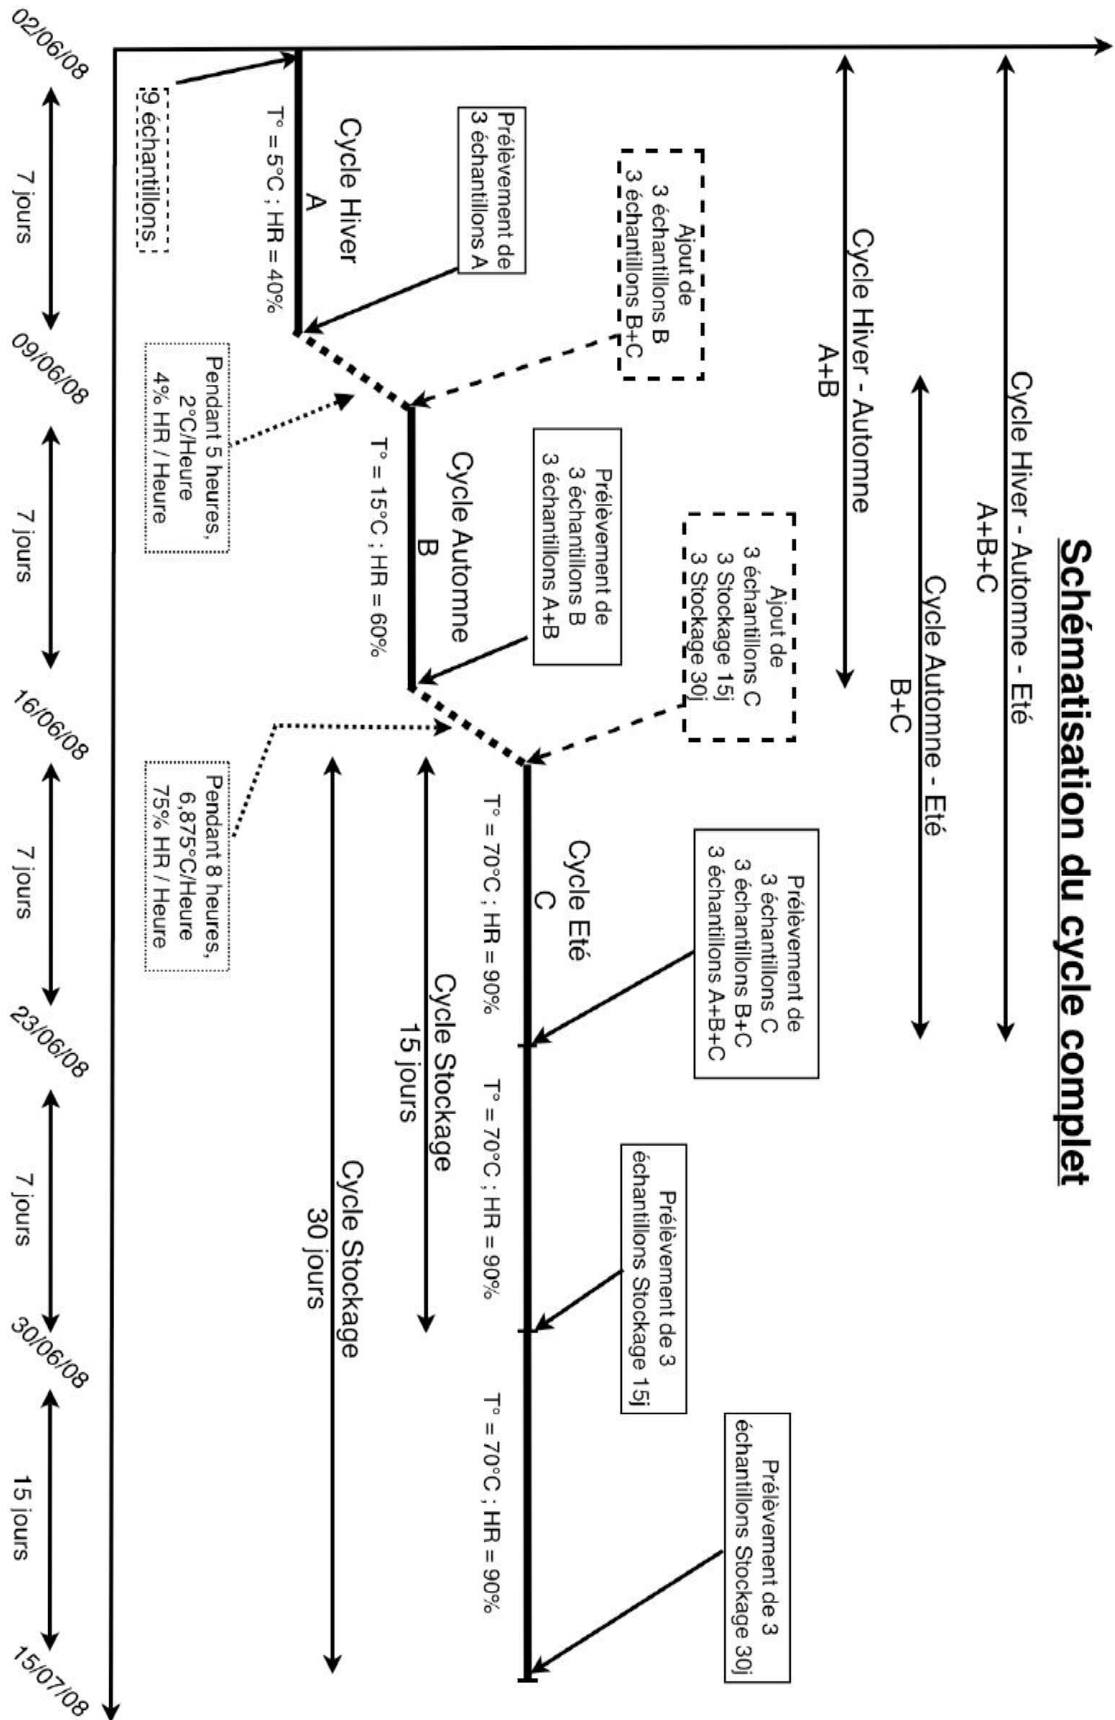 Schématisation du cycle complet
Cycle Hiver - Automne - Eté
A+B+C
Cycle Automne - Eté
B+C
Cycle Hiver - Automne
A+B
Ajout de
3 échantillons B
3 échantillons B+C
Ajout de
3 échantillons C
3 Stockage 15j
3 Stockage 30j
Prélèvement de
3 échantillons C
3 échantillons B+C
3 échantillons A+B+C
Prélèvement de 3
échantillons Stockage 30j
Prélèvement de 3
échantillons Stockage 15j
Prélèvement de
3 échantillons A
Prélèvement de
3 échantillons B
3 échantillons A+B
Cycle Eté
C
T° = 70°C ; HR = 90%
T° = 70°C ; HR = 90%
T° = 70°C ; HR = 90%
Cycle Automne
B
T° = 15°C ; HR = 60%
Cycle Stockage
15 jours
Cycle Hiver
A
T° = 5°C ; HR = 40%
Cycle Stockage
30 jours
9 échantillons
Pendant 5 heures,
2°C/Heure
4% HR / Heure
Pendant 8 heures,
6,875°C/Heure
75% HR / Heure
02/06/08
7 jours
09/06/08
7 jours
16/06/08
7 jours
23/06/08
7 jours
30/06/08
15 jours
15/07/08